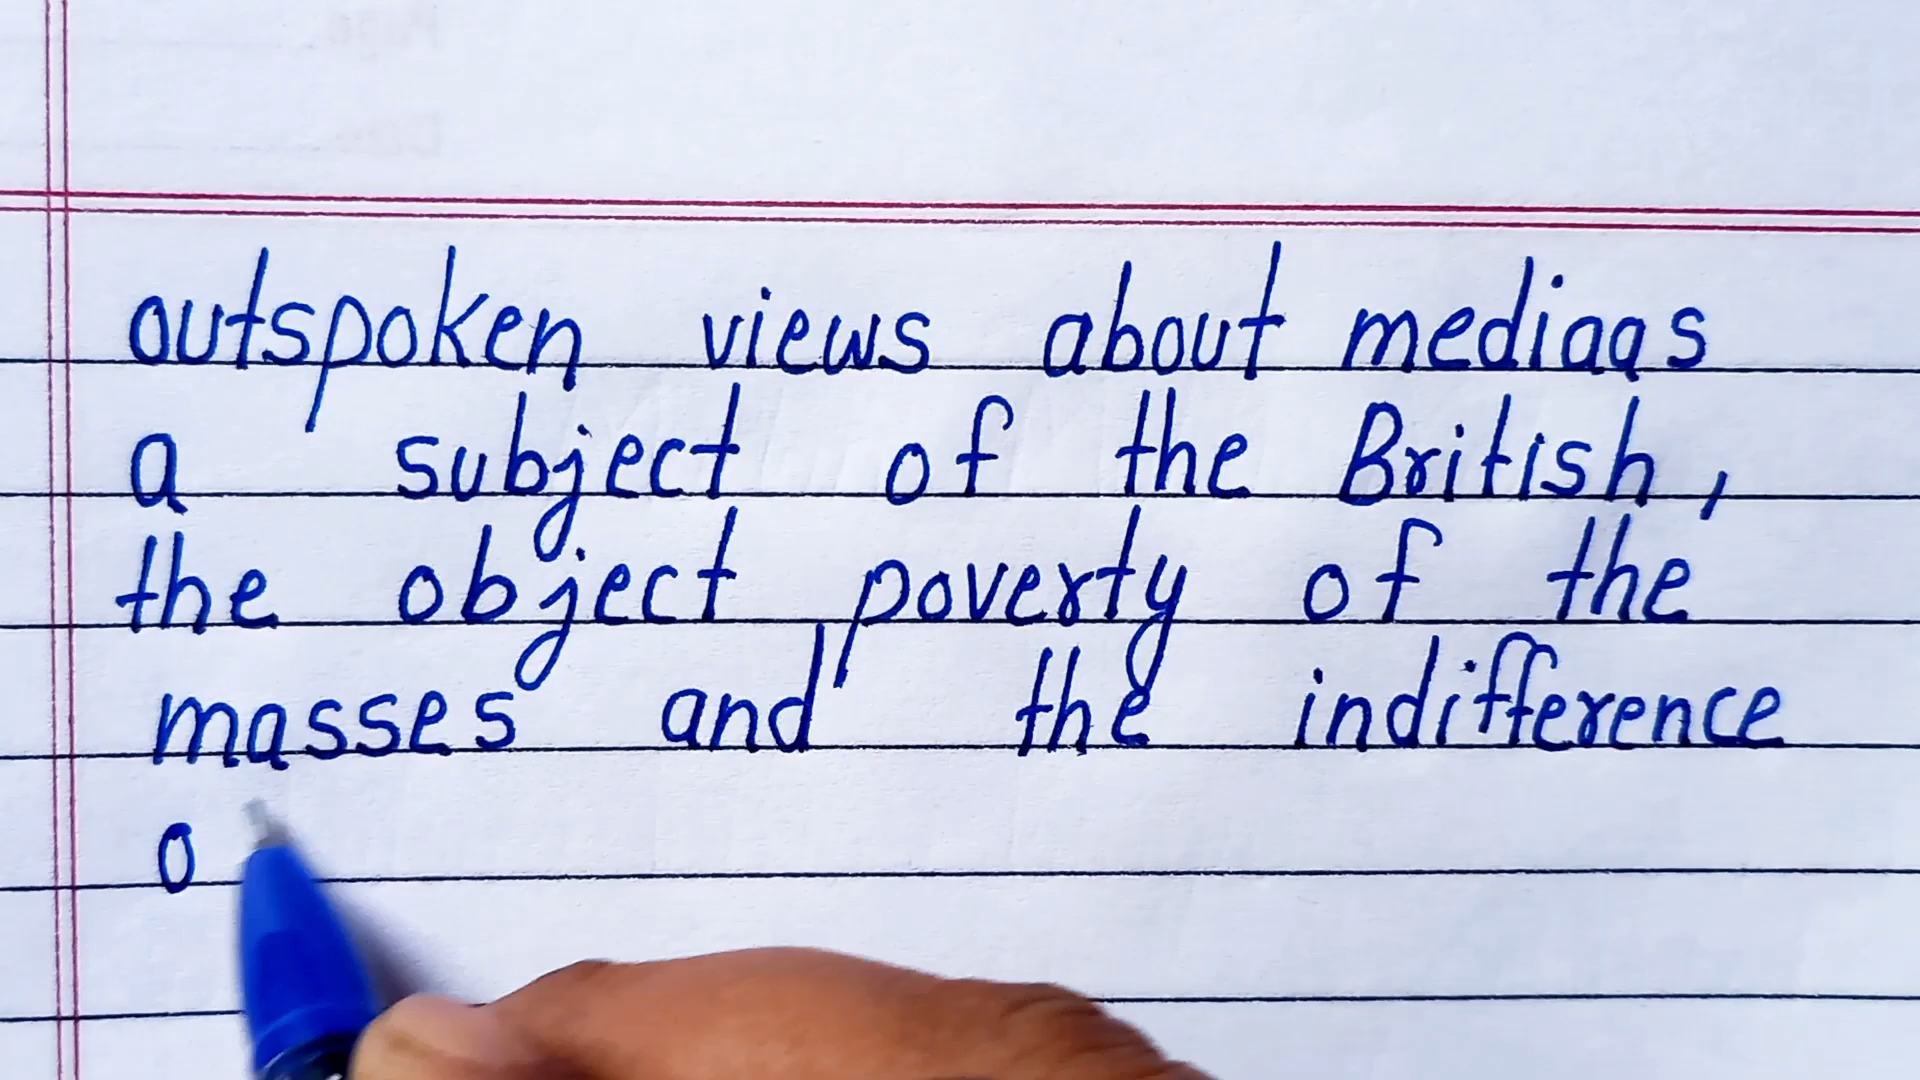 outspoken views about mediaas
a subject of the British,
the object poverty of the
masses and the indifference
o